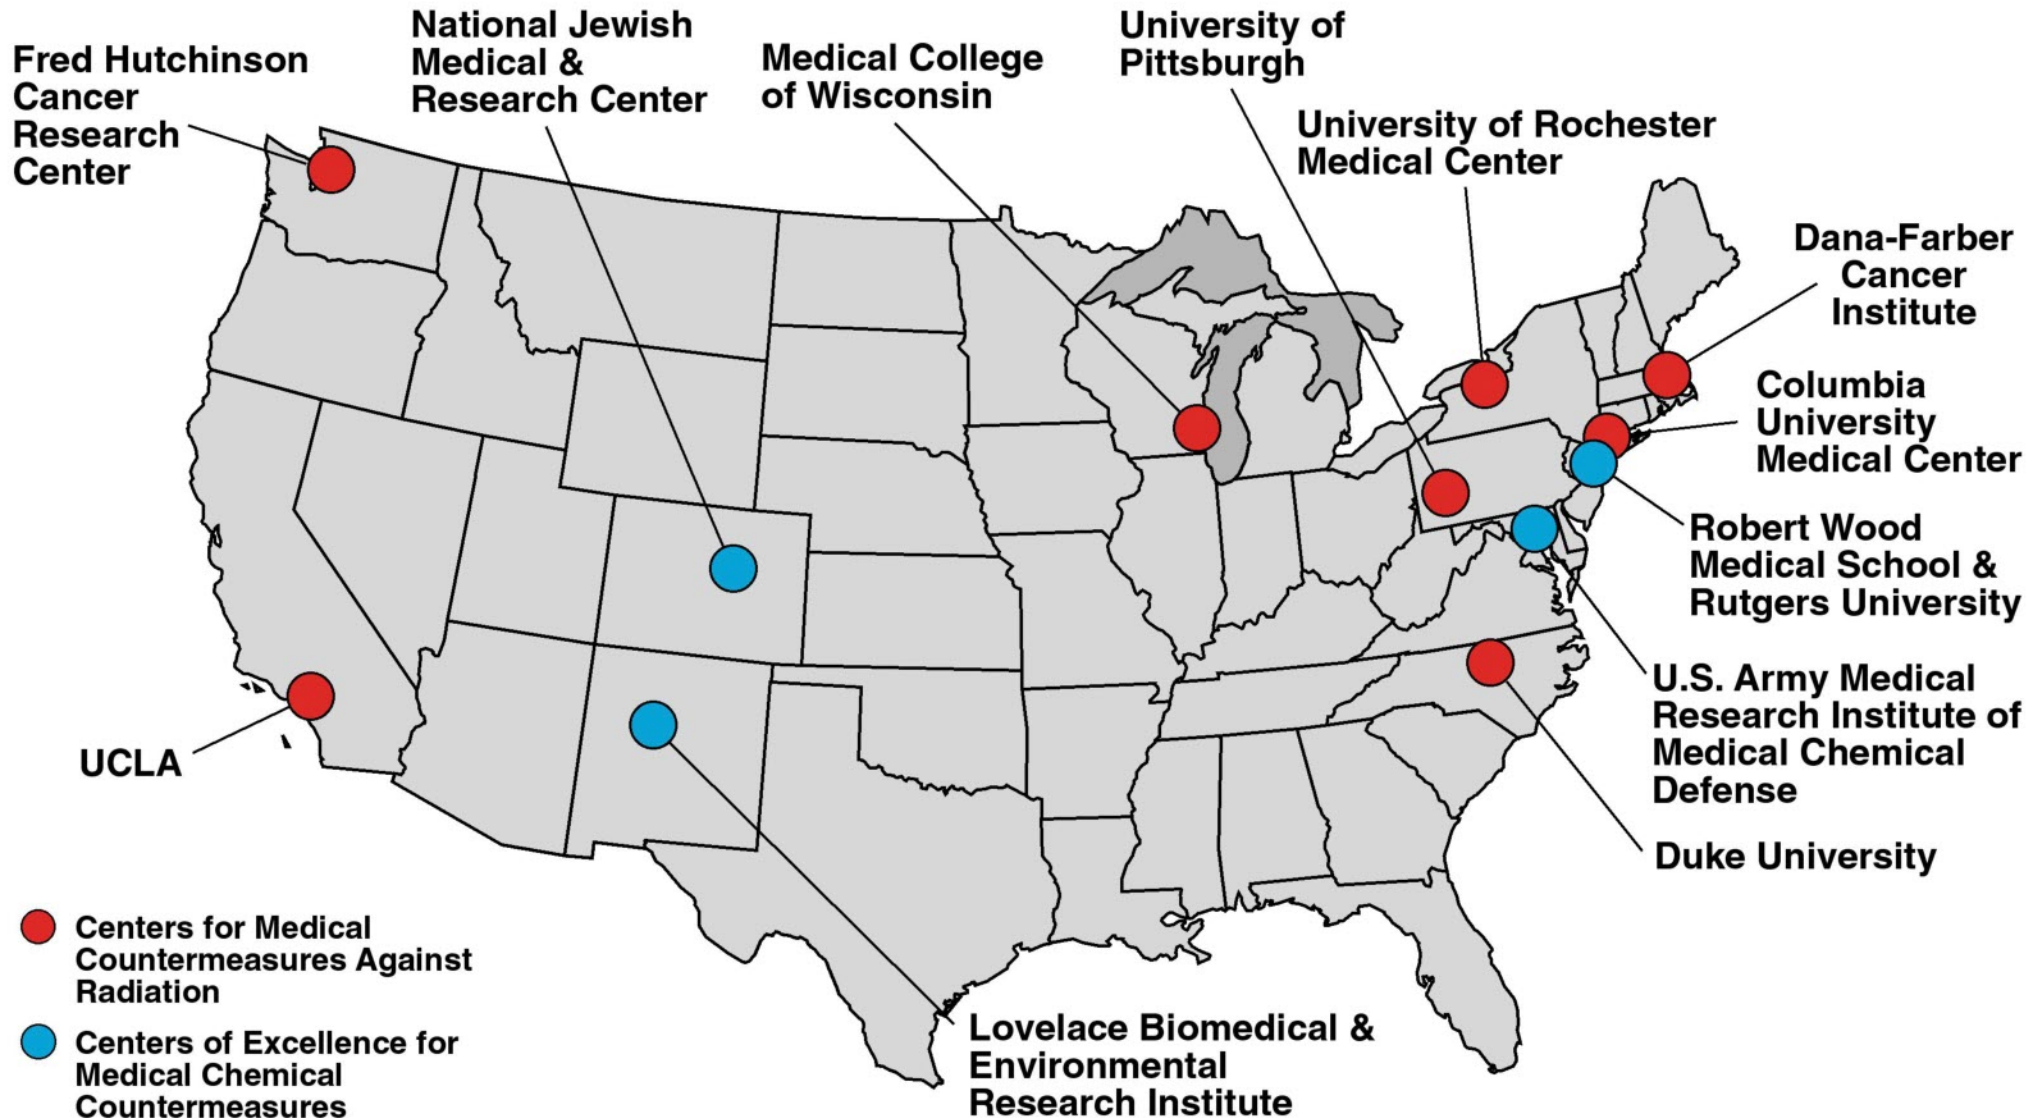 Fred Hutchinson
Cancer
Research
Center
National Jewish
Medical &
Research Center
Medical College
of Wisconsin
University of
Pittsburgh
University of Rochester
Medical Center
Dana-Farber
Cancer
Institute
Columbia
University
Medical Center
Robert Wood
Medical School &
Rutgers University
U.S. Army Medical
Research Institute of
Medical Chemical
Defense
Duke University
UCLA
Lovelace Biomedical &
Environmental
Research Institute
Centers for Medical
Countermeasures Against
Radiation
Centers of Excellence for
Medical Chemical
Countermeasures